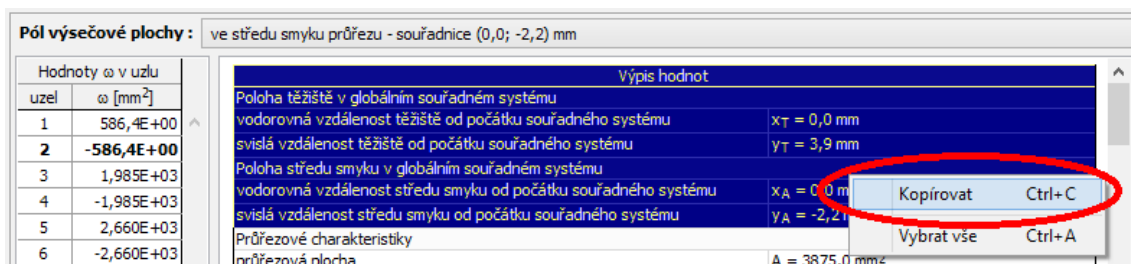 Pól výsečové plochy : ve středu smyku průřezu - souřadnice (0,0; -2,2) mm
Hodnoty ω v uzlu
uzel ω [mm2]
1 586,4E+00
2 -586,4E+00
3 1,985E+03
4 -1,985E+03
5 2,660E+03
6 -2,660E+03
Výpis hodnot
Poloha těžiště v globálním souřadném systému
vodorovná vzdálenost těžiště od počátku souřadného systému xT = 0,0 mm
svislá vzdálenost těžiště od počátku souřadného systému yT = 3,9 mm
Poloha středu smyku v globálním souřadném systému
vodorovná vzdálenost středu smyku od počátku souřadného systému xA = 0,0 m
svislá vzdálenost středu smyku od počátku souřadného systému yA = -2,2
Průřezové charakteristiky
průřezová plocha A = 3875,0 mm2
Kopírovat Ctrl+C
Vybrat vše Ctrl+A